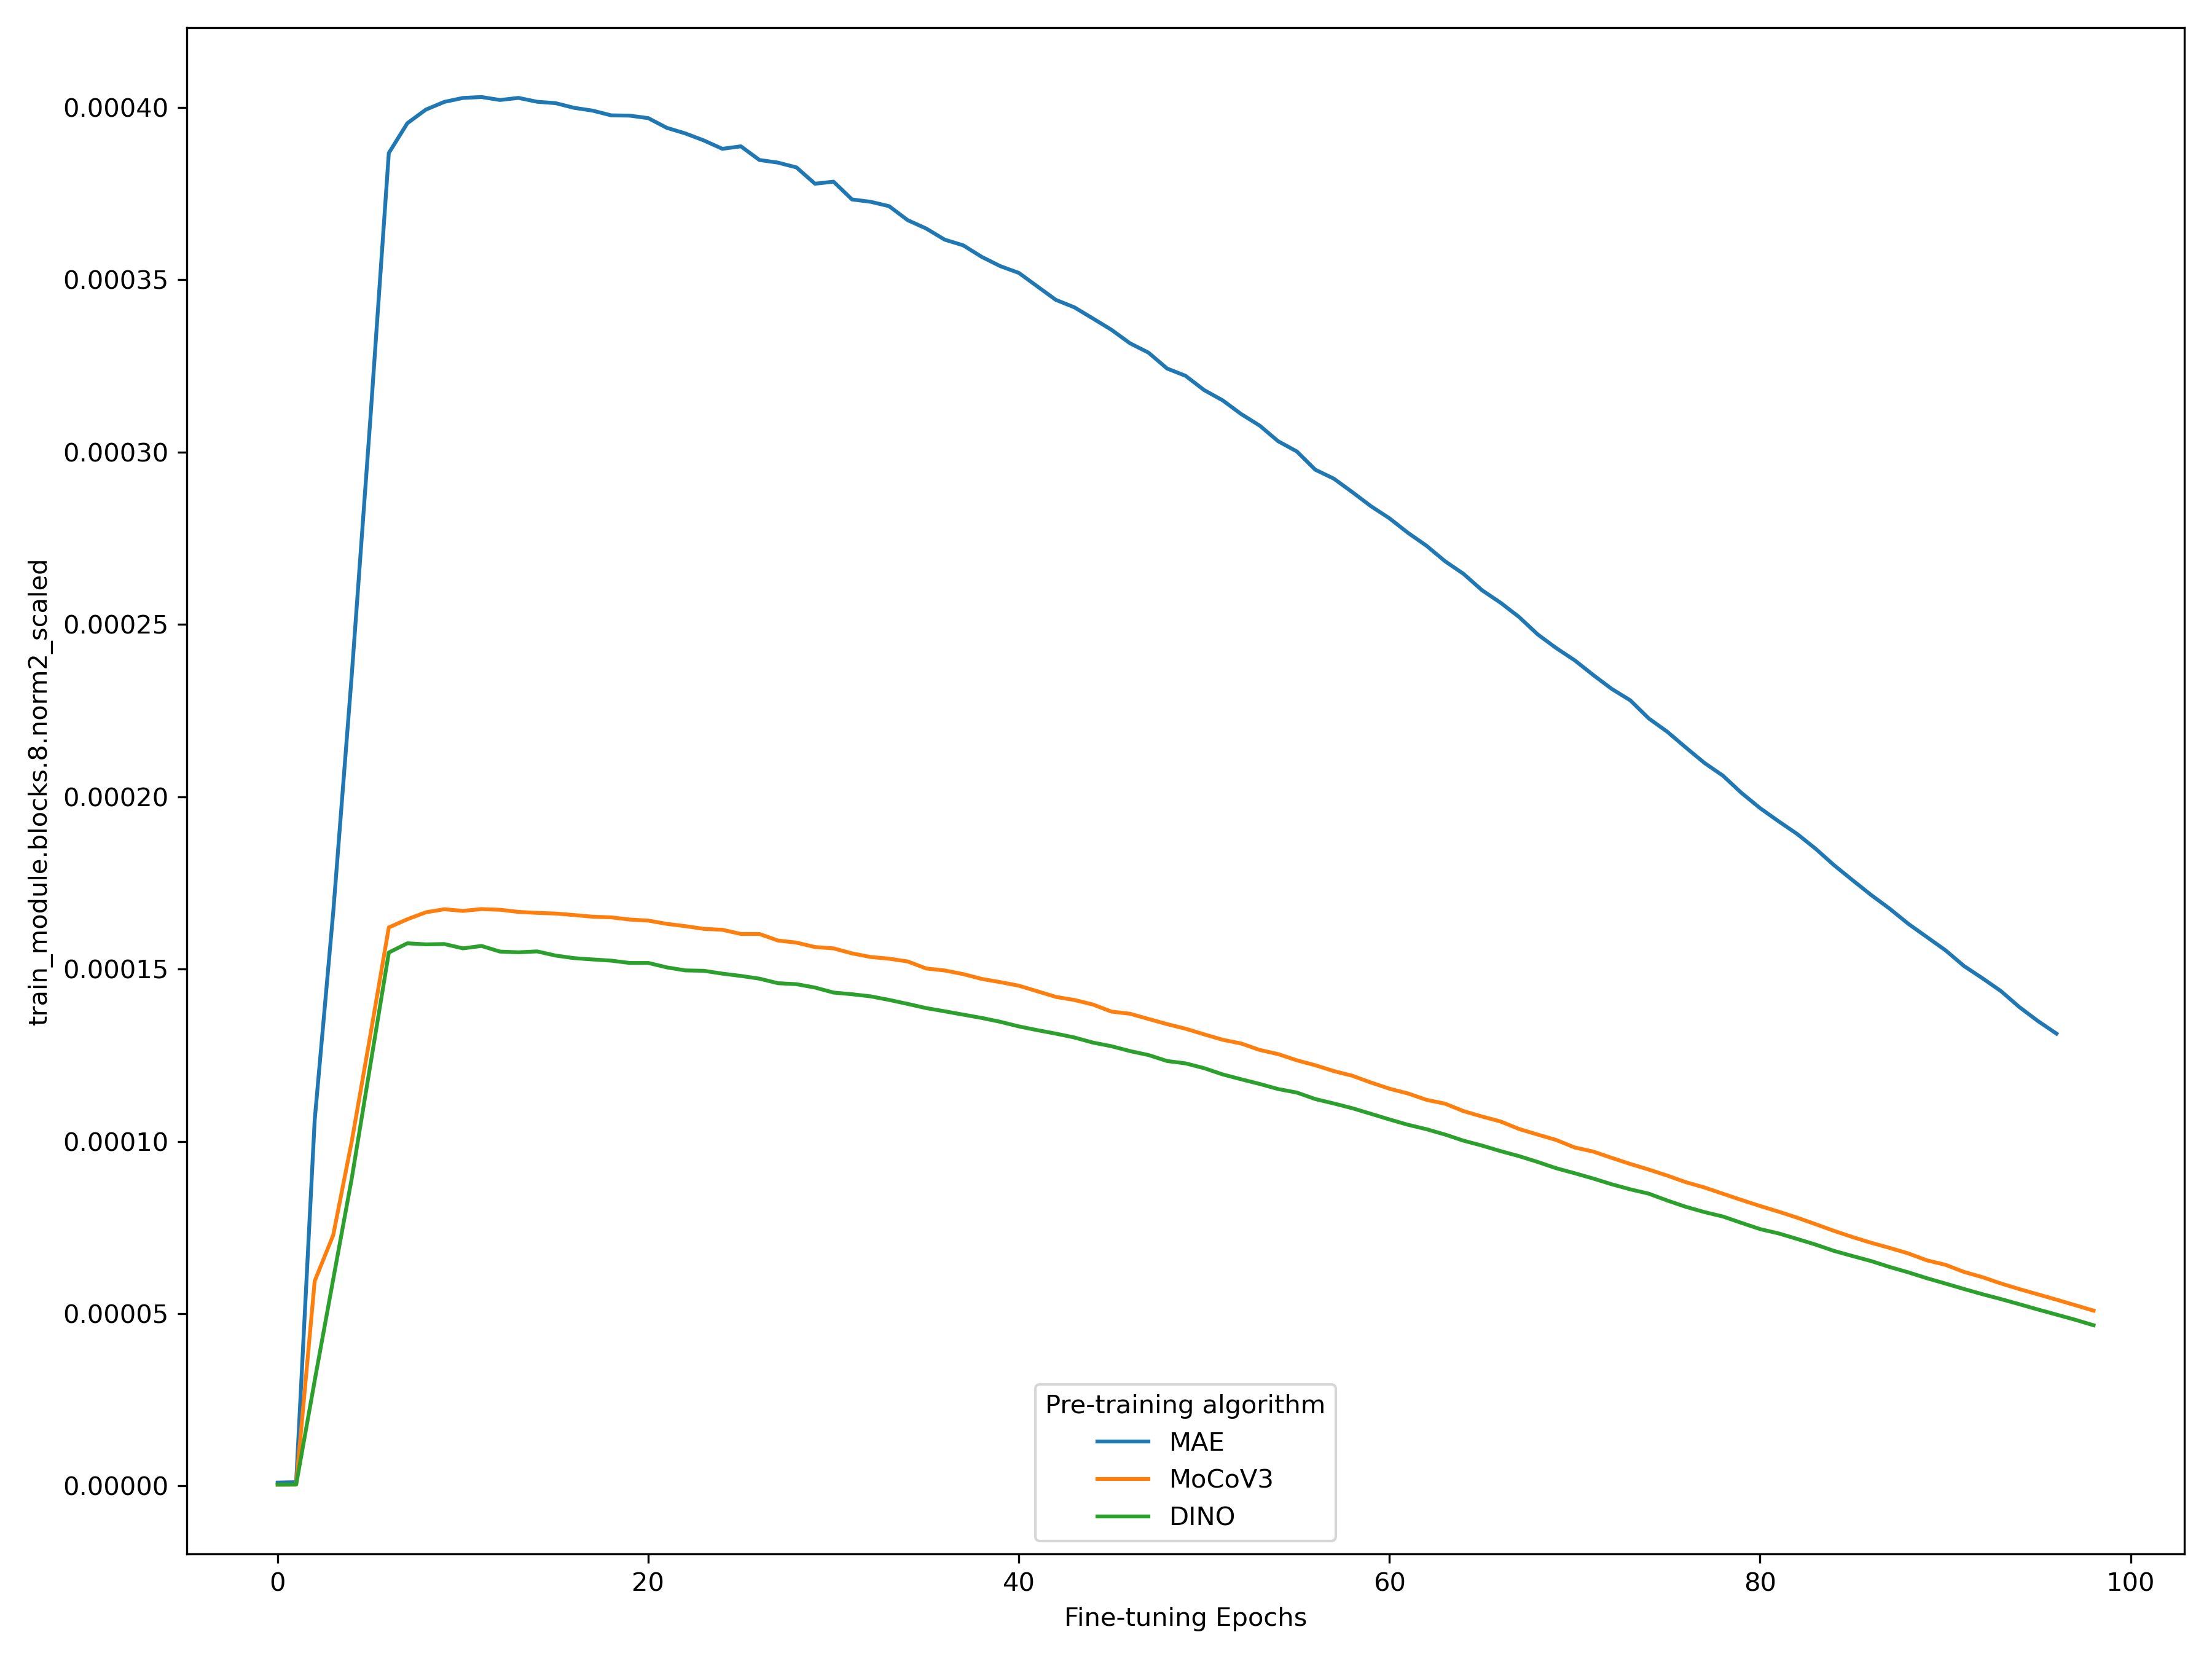 0.00040
0.00035
0.00030
0.00025
0.00020
0.00015
0.00010
0.00005
0.00000
train_module.blocks.8.norm2_scaled
0 20 40 60 80 100
Fine-tuning Epochs
Pre-training algorithm
MAE
MoCoV3
DINO